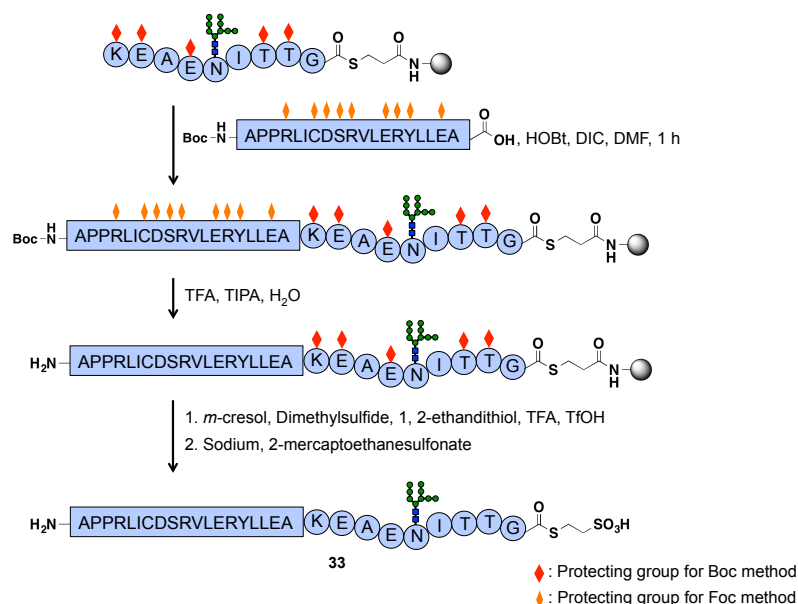 K E A E N I T T G O S O N H
Boc N H APPRLICDSRVLERYLLEA O OH, HOBt, DIC, DMF, 1 h
Boc N H APPRLICDSRVLERYLLEA K E A E N I T T G O S O N H
TFA, TIPA, H₂O
H₂N APPRLICDSRVLERYLLEA K E A E N I T T G O S O N H
1. m-cresol, Dimethylsulfide, 1, 2-ethandithiol, TFA, TfOH
2. Sodium, 2-mercaptoethanesulfonate
H₂N APPRLICDSRVLERYLLEA K E A E N I T T G O S SO₃H
33
: Protecting group for Boc method
: Protecting group for Foc method